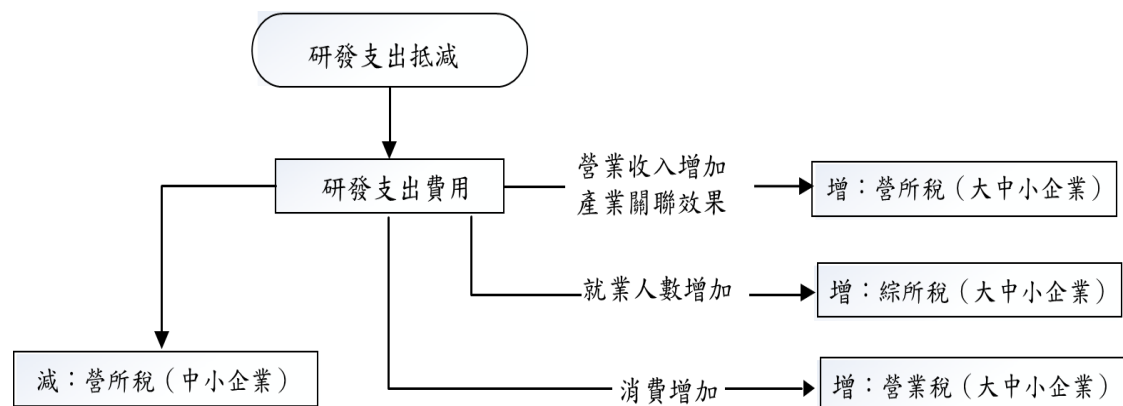 研發支出抵減
研發支出費用
營業收入增加
產業關聯效果
增：營所稅（大中小企業）
就業人數增加
增：綜所稅（大中小企業）
減：營所稅（中小企業）
消費增加
增：營業稅（大中小企業）